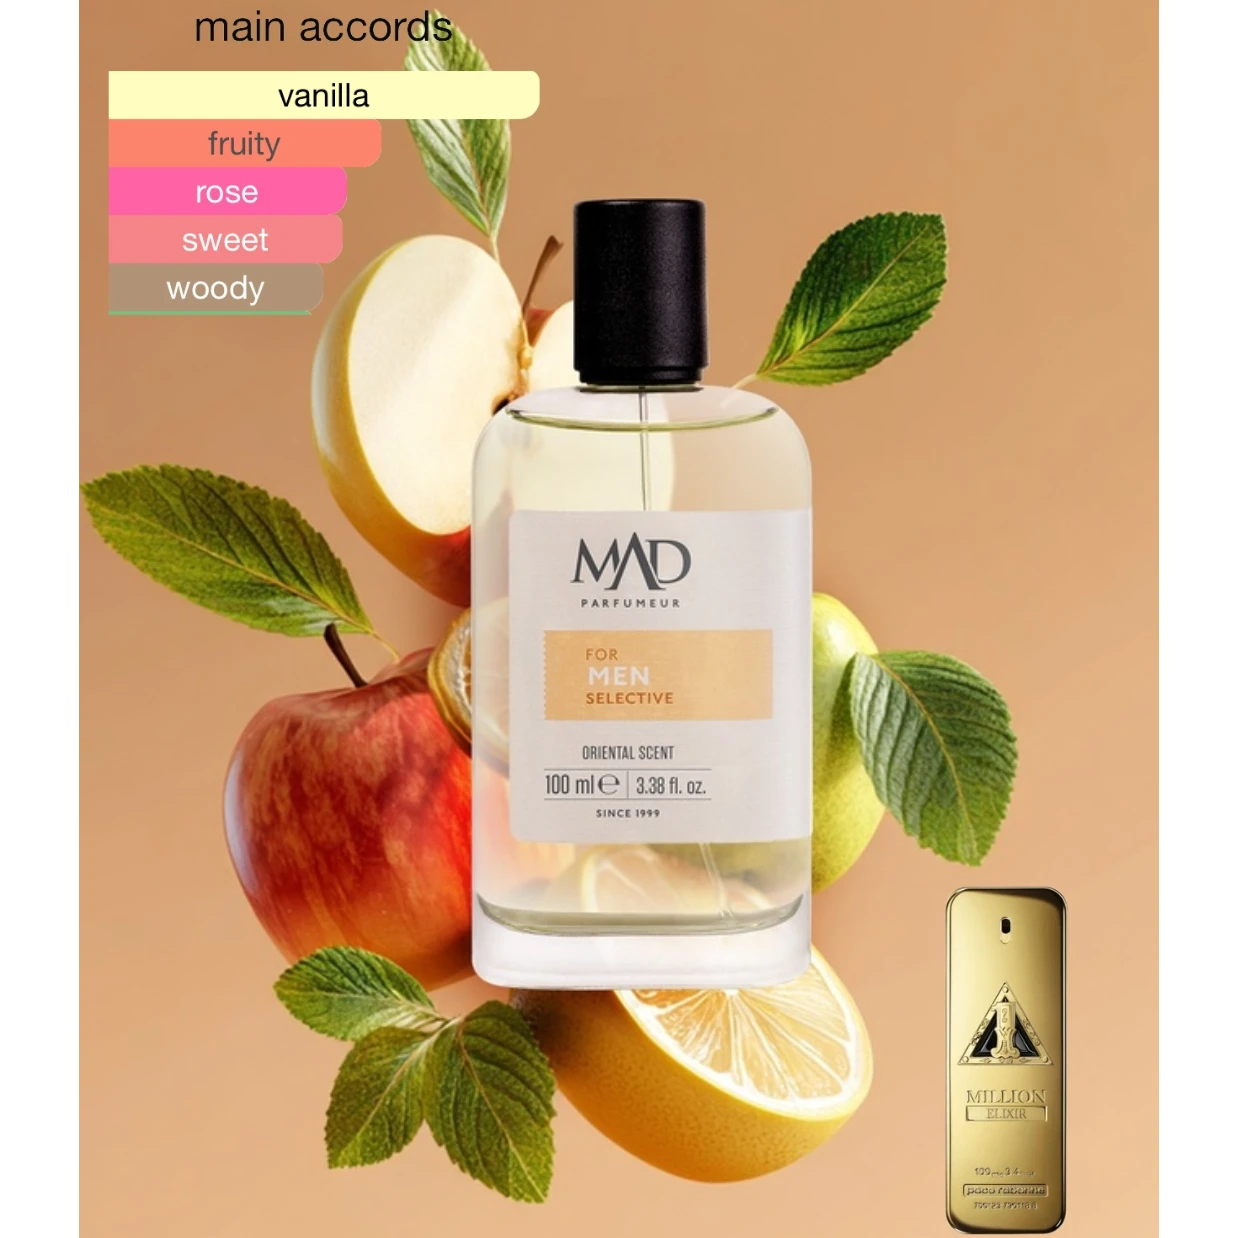 main accords
vanilla
fruity
rose
sweet
woody
MAD
PARFUMEUR
FOR
MEN
SELECTIVE
ORIENTAL SCENT
100 ml e 3.38 fl. oz.
SINCE 1999
1
MILLION
ELIXIR
paco rabanne